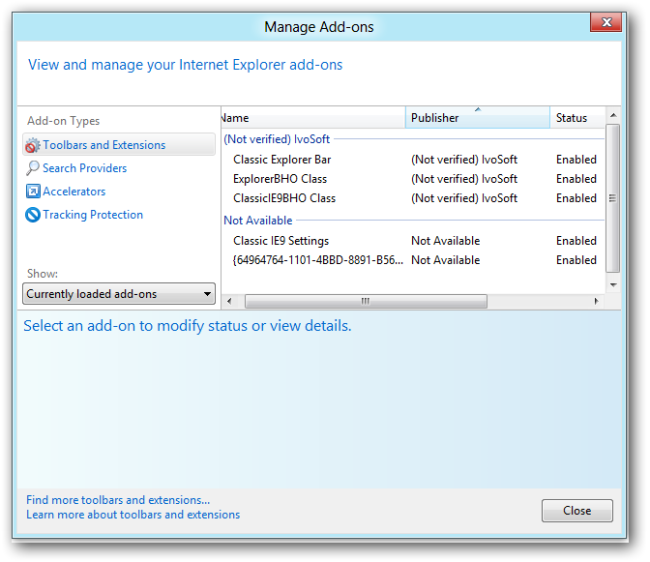 Manage Add-ons
View and manage your Internet Explorer add-ons
Add-on Types
Toolbars and Extensions
Search Providers
Accelerators
Tracking Protection
Show:
Currently loaded add-ons
Name Publisher Status
(Not verified) IvoSoft
Classic Explorer Bar (Not verified) IvoSoft Enabled
ExplorerBHO Class (Not verified) IvoSoft Enabled
ClassicIE9BHO Class (Not verified) IvoSoft Enabled
Not Available
Classic IE9 Settings Not Available Enabled
{64964764-1101-4BBD-8891-B56... Not Available Enabled
Select an add-on to modify status or view details.
Find more toolbars and extensions...
Learn more about toolbars and extensions
Close